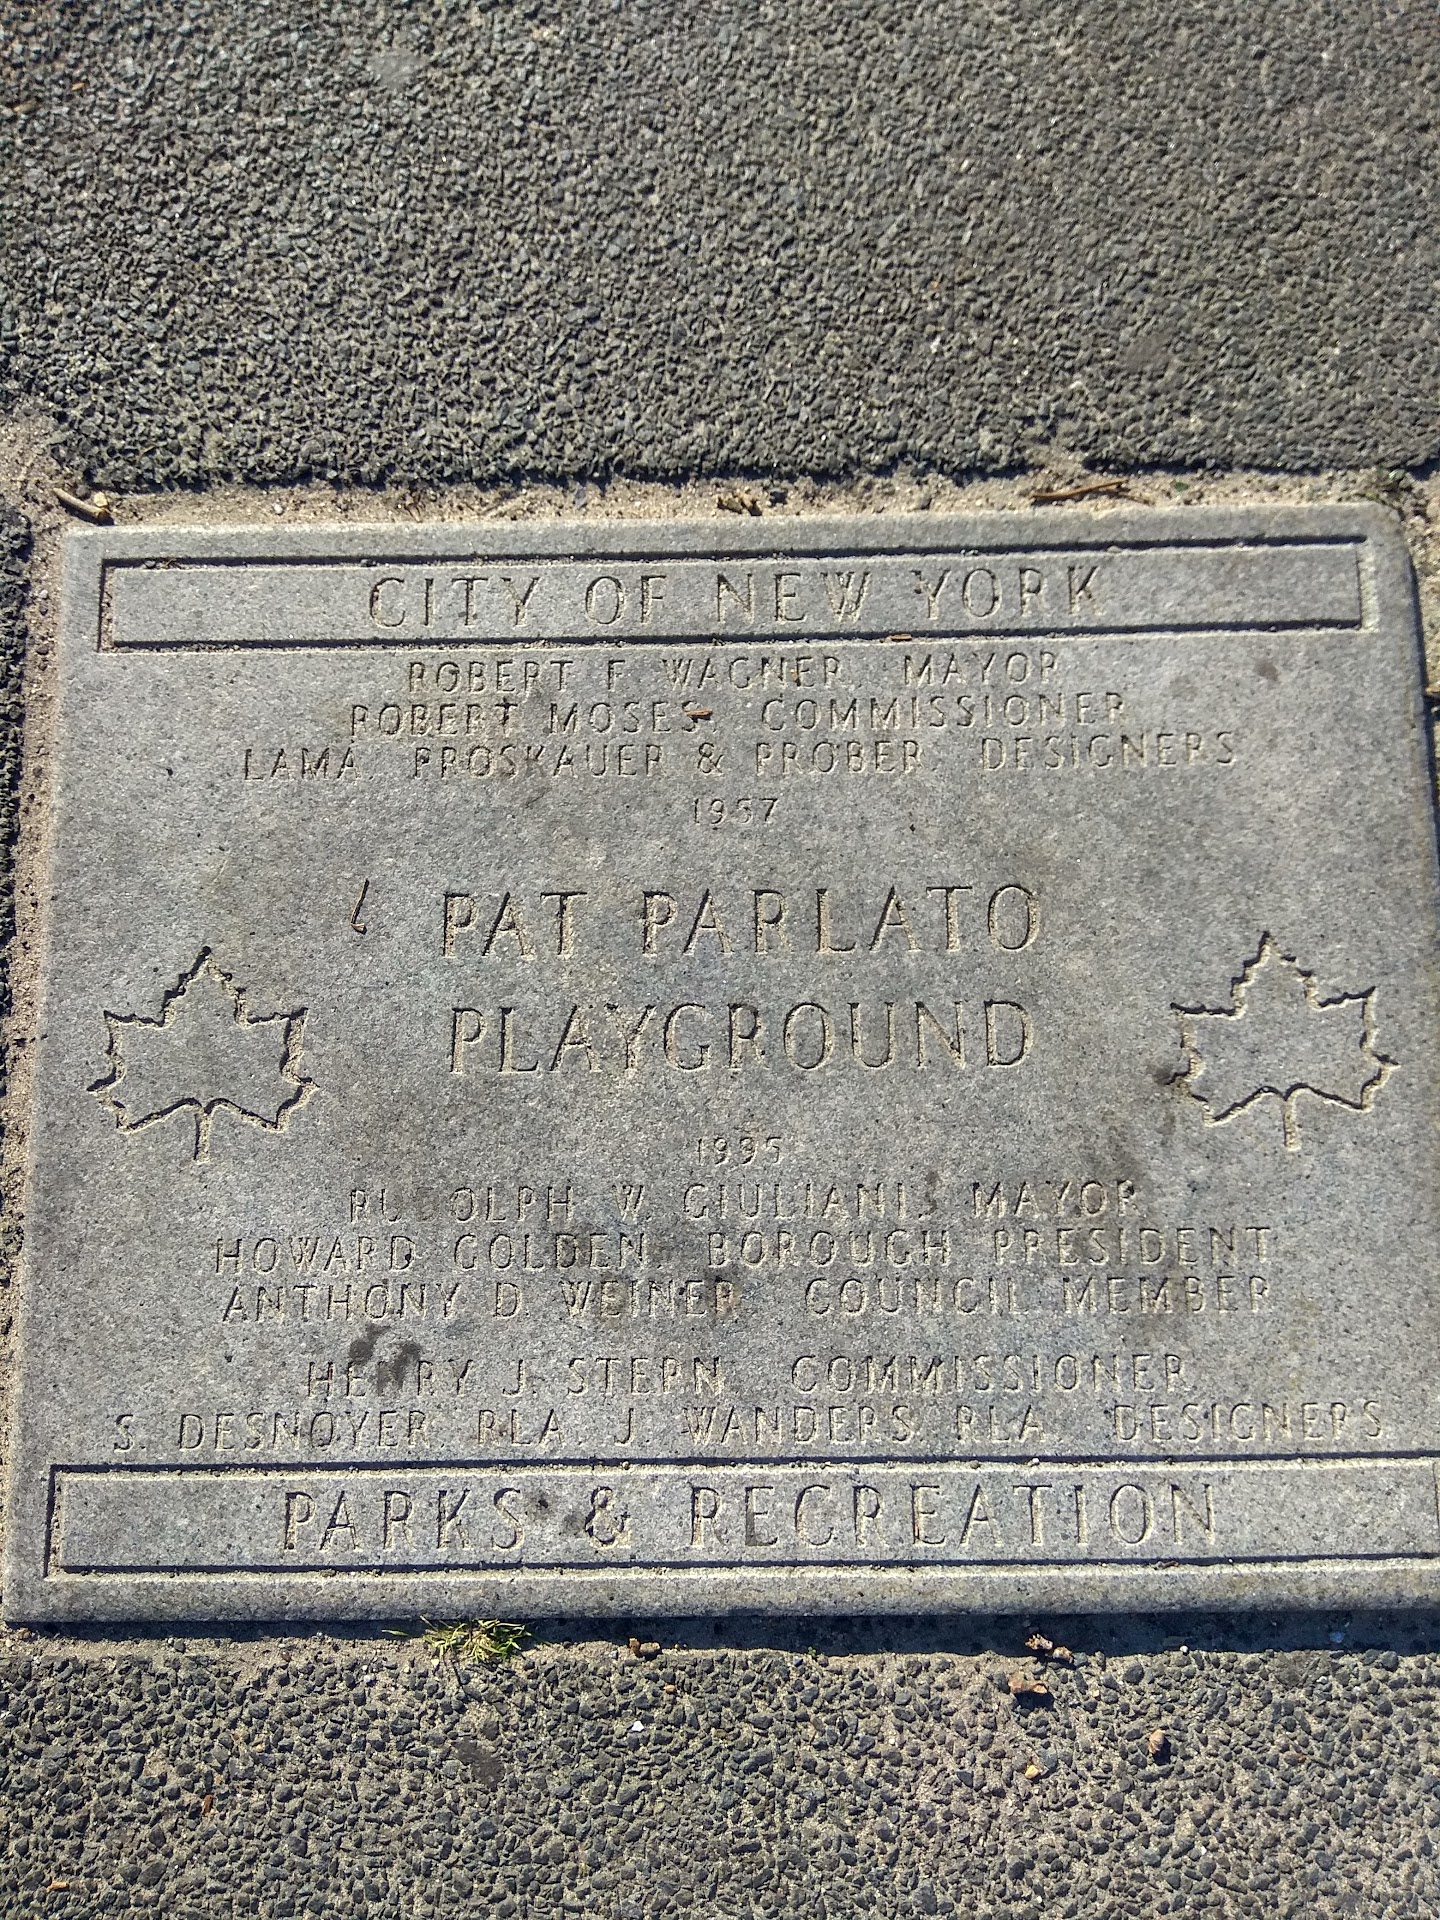 CITY OF NEW YORK
ROBERT F. WAGNER, MAYOR
ROBERT MOSES, COMMISSIONER
LAMA, PROSKAUER & PROBER, DESIGNERS
1957
PAT PARLATO
PLAYGROUND
1995
RUDOLPH W. GIULIANI, MAYOR
HOWARD GOLDEN, BOROUGH PRESIDENT
ANTHONY D. WEINER, COUNCIL MEMBER
HENRY J. STERN, COMMISSIONER
S. DESNOYER, RLA, J. WANDERS, RLA, DESIGNERS
PARKS & RECREATION